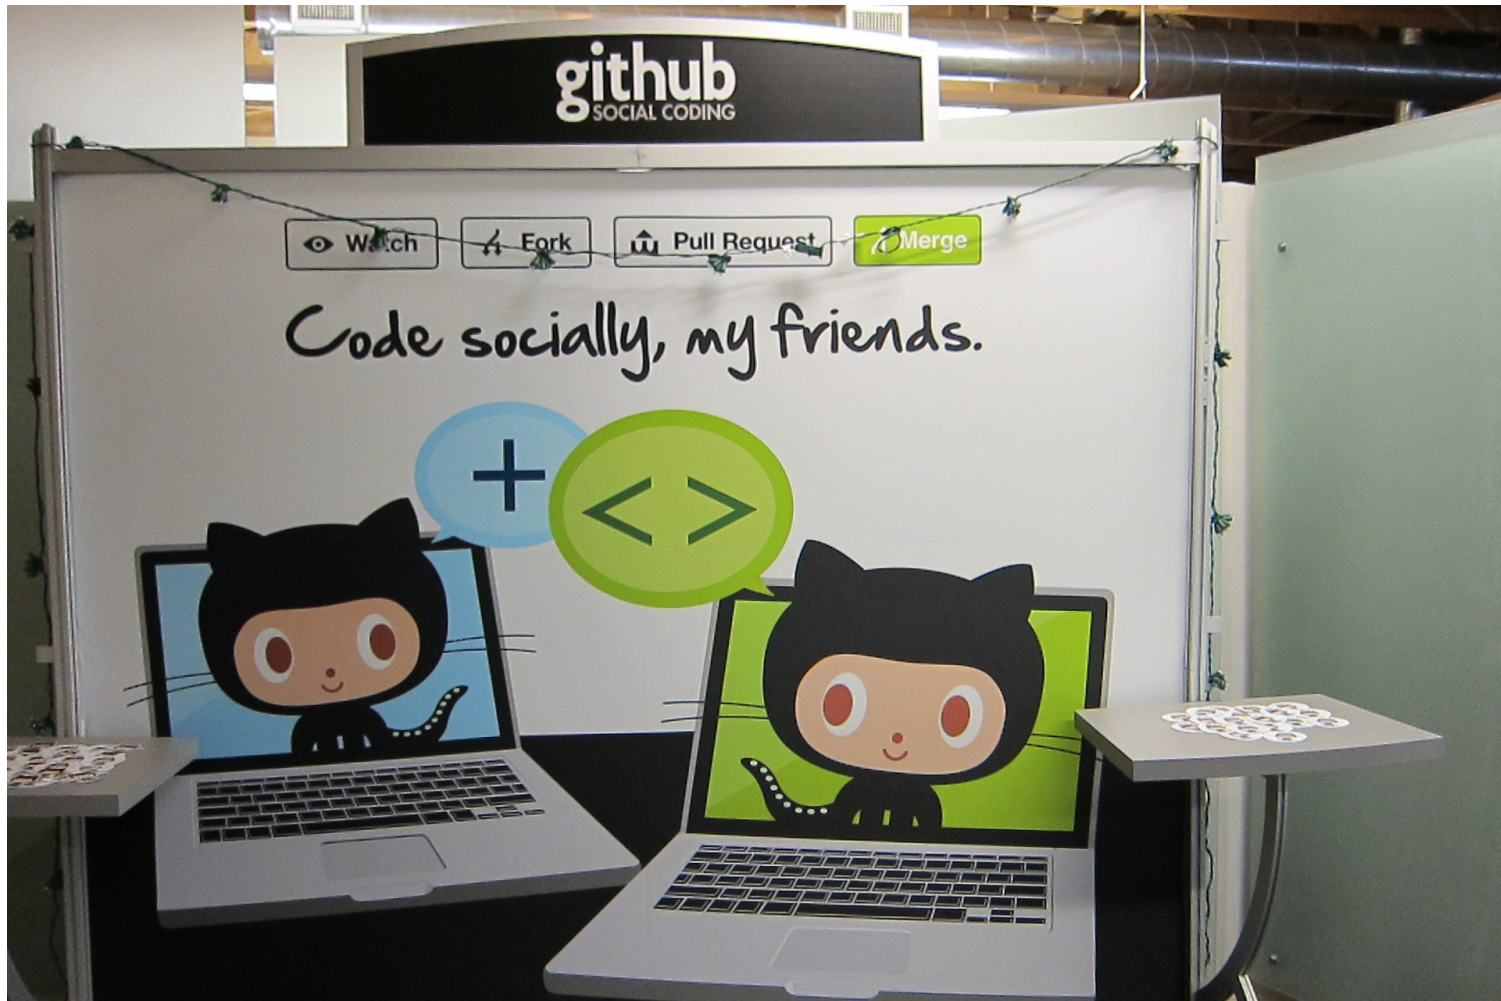 github
SOCIAL CODING
Watch Fork Pull Request Merge
Code socially, my friends.
+ < >